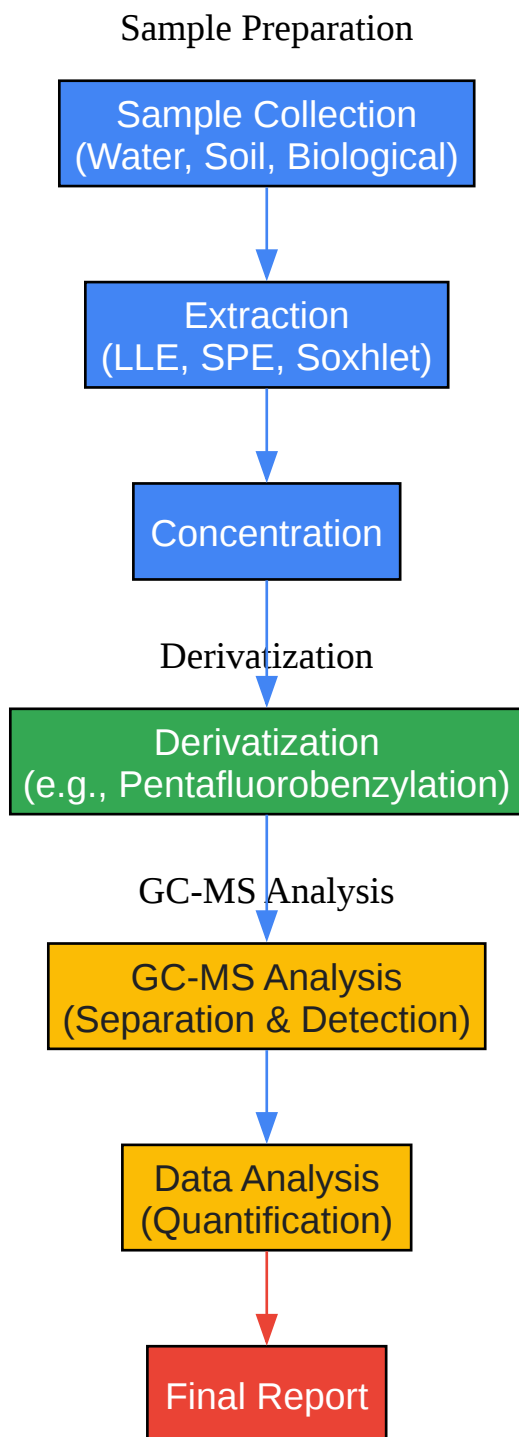 Sample Preparation
Sample Collection
(Water, Soil, Biological)
Extraction
(LLE, SPE, Soxhlet)
Concentration
Derivatization
Derivatization
(e.g., Pentafluorobenzylation)
GC-MS Analysis
GC-MS Analysis
(Separation & Detection)
Data Analysis
(Quantification)
Final Report